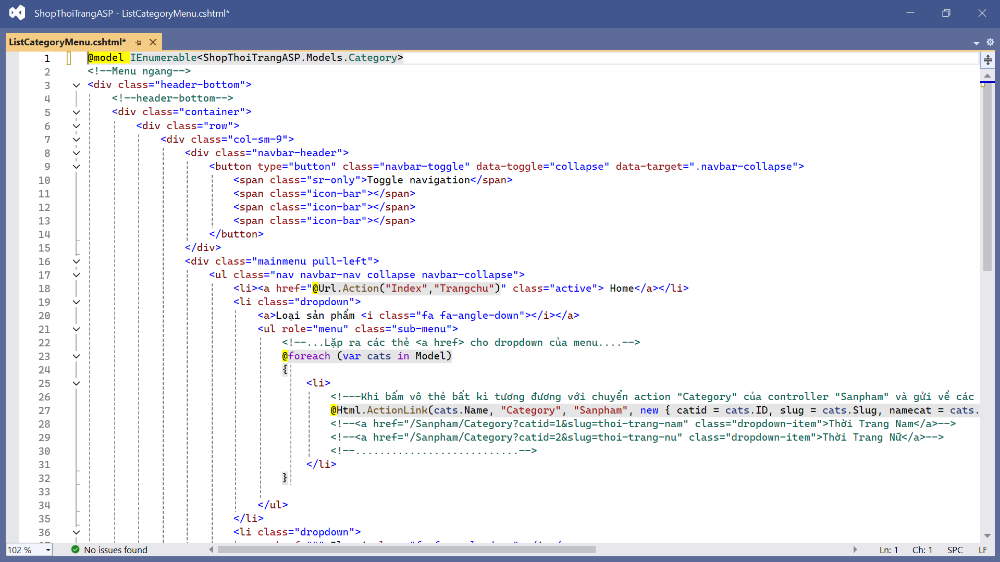 ShopThoiTrangASP - ListCategoryMenu.cshtml*
ListCategoryMenu.cshtml*
1 @model IEnumerable<ShopThoiTrangASP.Models.Category>
2 <!--Menu ngang-->
3 <div class="header-bottom">
4 <!--header-bottom-->
5 <div class="container">
6 <div class="row">
7 <div class="col-sm-9">
8 <div class="navbar-header">
9 <button type="button" class="navbar-toggle" data-toggle="collapse" data-target=".navbar-collapse">
10 <span class="sr-only">Toggle navigation</span>
11 <span class="icon-bar"></span>
12 <span class="icon-bar"></span>
13 <span class="icon-bar"></span>
14 </button>
15 </div>
16 <div class="mainmenu pull-left">
17 <ul class="nav navbar-nav collapse navbar-collapse">
18 <li><a href="@Url.Action("Index","Trangchu")" class="active"> Home</a></li>
19 <li class="dropdown">
20 <a>Loại sản phẩm <i class="fa fa-angle-down"></i></a>
21 <ul role="menu" class="sub-menu">
22 <!--...Lặp ra các thẻ <a href> cho dropdown của menu....-->
23 @foreach (var cats in Model)
24 {
25 <li>
26 <!---Khi bấm vô thẻ bất kì tương đương với chuyển action "Category" của controller "Sanpham" và gửi về các
27 @Html.ActionLink(cats.Name, "Category", "Sanpham", new { catid = cats.ID, slug = cats.Slug, namecat = cats.
28 <!--<a href="/Sanpham/Category?catid=1&slug=thoi-trang-nam" class="dropdown-item">Thời Trang Nam</a>-->
29 <!--<a href="/Sanpham/Category?catid=2&slug=thoi-trang-nu" class="dropdown-item">Thời Trang Nữ</a>-->
30 <!--...........................-->
31 </li>
32 }
33
34 </ul>
35 </li>
36 <li class="dropdown">
102 % No issues found Ln: 1 Ch: 1 SPC LF